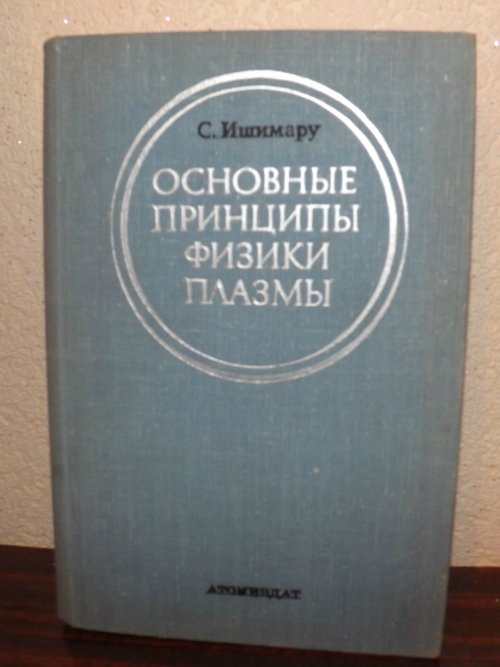 С. Ишимару
ОСНОВНЫЕ
ПРИНЦИПЫ
ФИЗИКИ
ПЛАЗМЫ
АТОМИЗДАТ